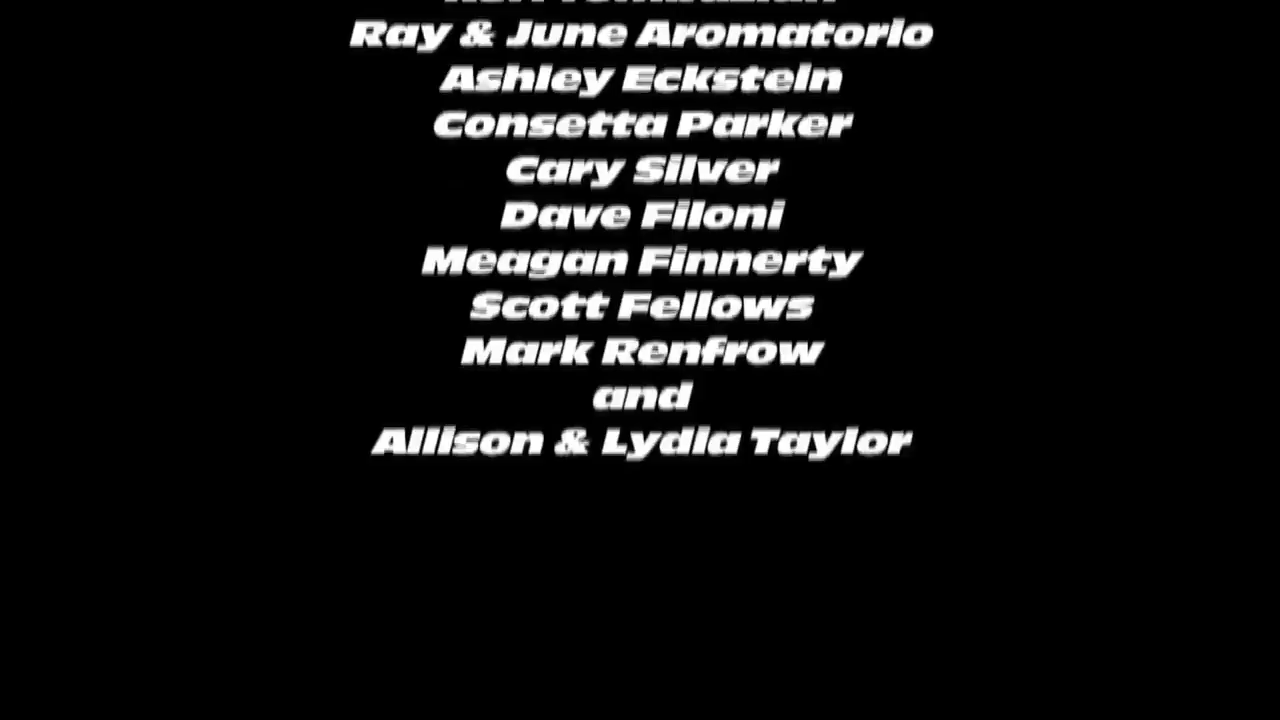 Ray & June Aromatorio
Ashley Eckstein
Consetta Parker
Cary Silver
Dave Filoni
Meagan Finnerty
Scott Fellows
Mark Renfrow
and
Allison & Lydia Taylor